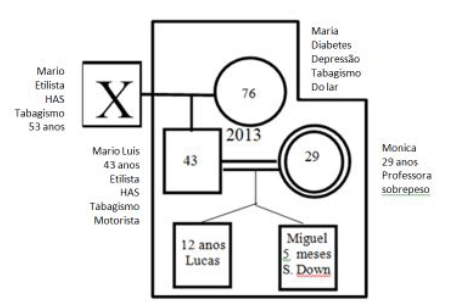 Maria
Diabetes
Depressão
Tabagismo
Do lar
Mario
Etilista
HAS
Tabagismo
53 anos
X
76
2013
Mario Luis
43 anos
Etilista
HAS
Tabagismo
Motorista
43
29
Monica
29 anos
Professora
sobrepeso
12 anos
Lucas
Miguel
5 meses
S. Down